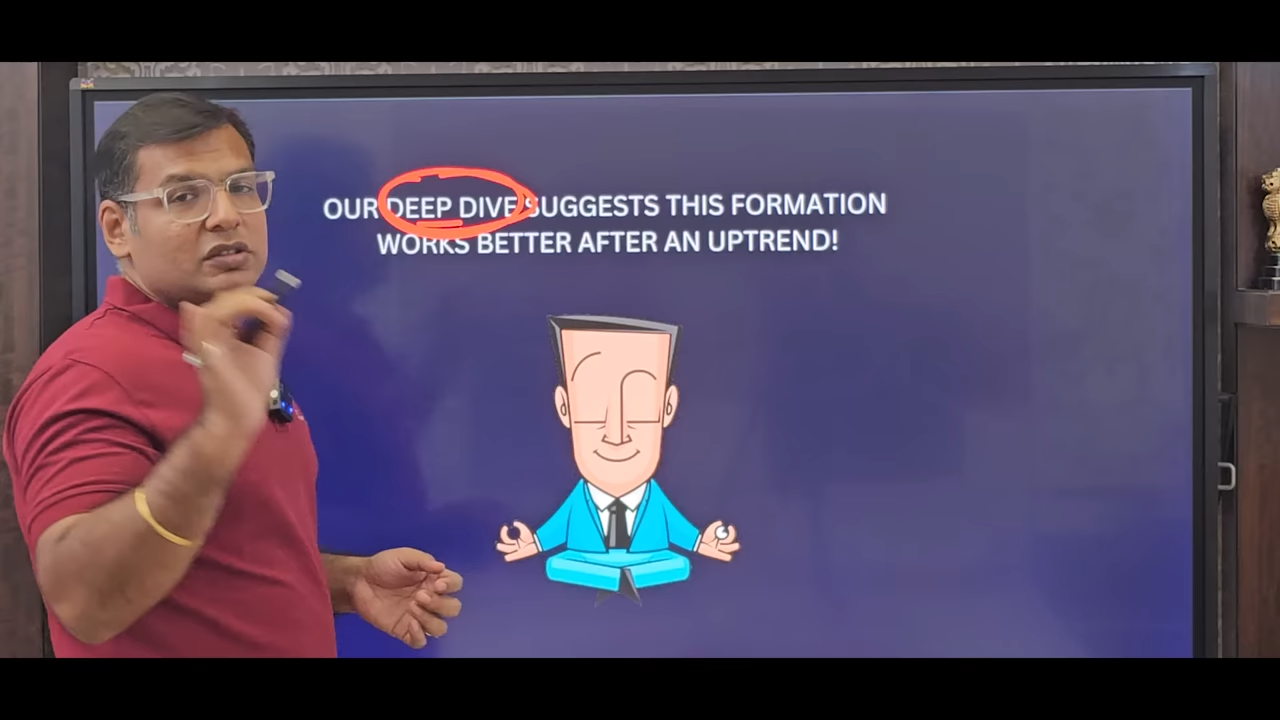 OUR DEEP DIVE SUGGESTS THIS FORMATION
WORKS BETTER AFTER AN UPTREND!